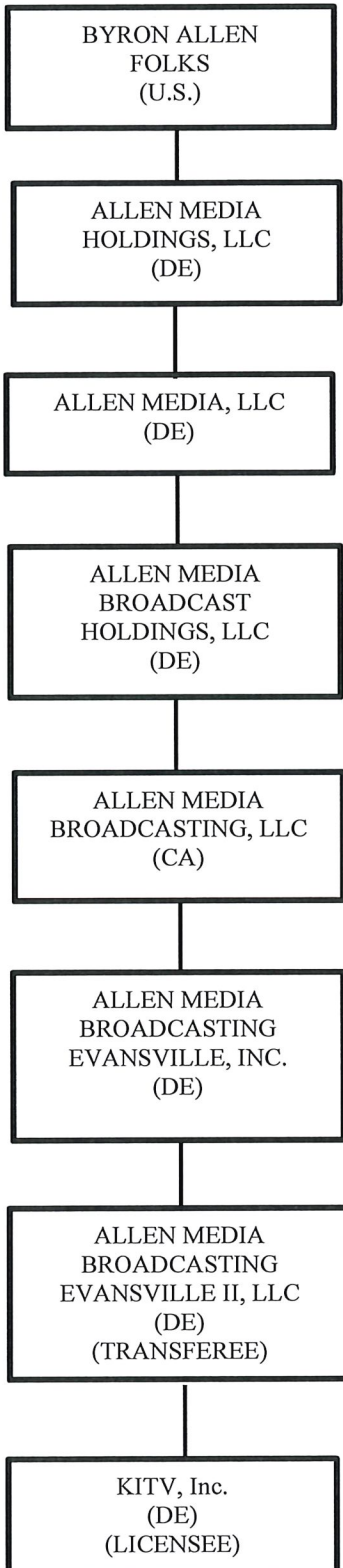 BYRON ALLEN
FOLKS
(U.S.)
ALLEN MEDIA
HOLDINGS, LLC
(DE)
ALLEN MEDIA, LLC
(DE)
ALLEN MEDIA
BROADCAST
HOLDINGS, LLC
(DE)
ALLEN MEDIA
BROADCASTING, LLC
(CA)
ALLEN MEDIA
BROADCASTING
EVANSVILLE, INC.
(DE)
ALLEN MEDIA
BROADCASTING
EVANSVILLE II, LLC
(DE)
(TRANSFEREE)
KITV, Inc.
(DE)
(LICENSEE)